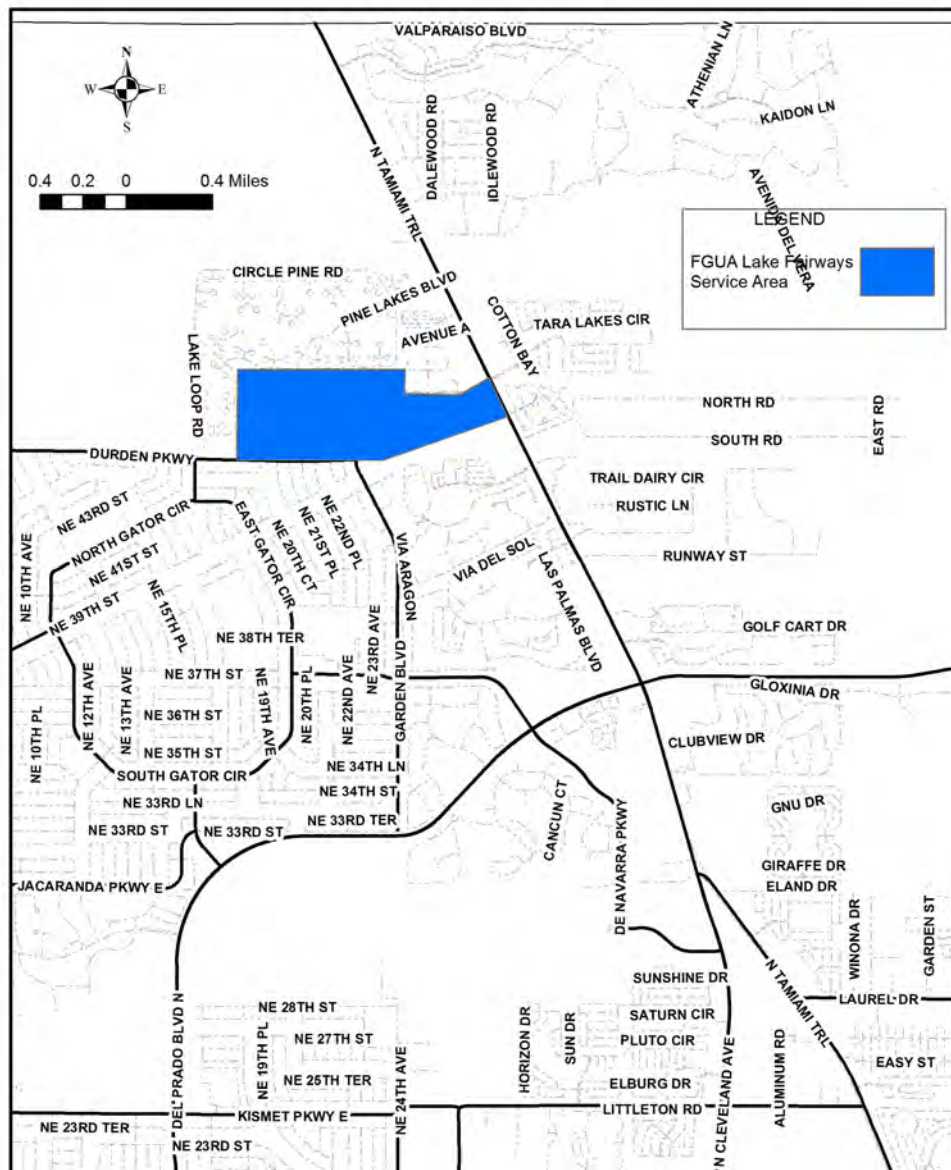 VALPARAISO BLVD
N
W
E
S
ATHENIAN LN
KAIDON LN
DALEWOOD RD
IDLEWOOD RD
N TAMIAMI TRL
0.4 0.2 0 0.4 Miles
AVENIDO DEL VERA
LEGEND
FGUA Lake Fairways
Service Area
CIRCLE PINE RD
PINE LAKES BLVD
AVENUE A
COTTON BAY
TARA LAKES CIR
LAKE LOOP RD
NORTH RD
SOUTH RD
EAST RD
DURDEN PKWY
TRAIL DAIRY CIR
RUSTIC LN
NE 43RD ST
NORTH GATOR CIR
EAST GATOR CIR
NE 20TH CT
NE 21ST PL
NE 22ND PL
VIA ARAGON
NE 10TH AVE
NE 41ST ST
NE 39TH ST
NE 15TH PL
RUNWAY ST
VIA DEL SOL
LAS PALMAS BLVD
NE 38TH TER
NE 23RD AVE
GOLF CART DR
NE 37TH ST
NE 19TH AVE
NE 20TH PL
NE 22ND AVE
GARDEN BLVD
GLOXINIA DR
NE 10TH PL
NE 12TH AVE
NE 13TH AVE
NE 36TH ST
NE 35TH ST
CLUBVIEW DR
SOUTH GATOR CIR
NE 34TH LN
NE 34TH ST
NE 33RD LN
NE 33RD TER
NE 33RD ST
NE 33RD ST
CANCUN CT
GNU DR
GIRAFFE DR
ELAND DR
JACARANDA PKWY E
DE NAVARRA PKWY
WINONA DR
GARDEN ST
N TAMIAMI TRL
SUNSHINE DR
LAUREL DR
DEL PRADO BLVD N
NE 28TH ST
NE 19TH PL
NE 27TH ST
NE 25TH TER
NE 24TH AVE
HORIZON DR
SUN DR
SATURN CIR
PLUTO CIR
ELBURG DR
N CLEVELAND AVE
ALUMINUM RD
EASY ST
LITTLETON RD
KISMET PKWY E
NE 23RD TER
NE 23RD ST